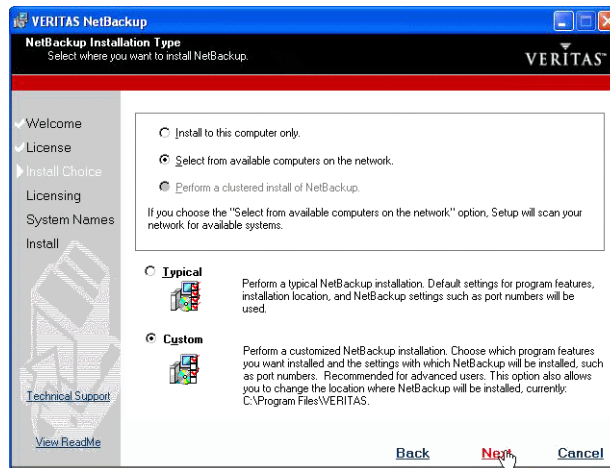 VERITAS NetBackup
NetBackup Installation Type
Select where you want to install NetBackup.
VERITAS
Welcome
License
Install Choice
Licensing
System Names
Install
Technical Support
View ReadMe
Install to this computer only.
Select from available computers on the network.
Perform a clustered install of NetBackup.
If you choose the "Select from available computers on the network" option, Setup will scan your
network for available systems.
Typical
Perform a typical NetBackup installation. Default settings for program features,
installation location, and NetBackup settings such as port numbers will be
used.
Custom
Perform a customized NetBackup installation. Choose which program features
you want installed and the settings with which NetBackup will be installed, such
as port numbers. Recommended for advanced users. This option also allows
you to change the location where NetBackup will be installed, currently:
C:\Program Files\VERITAS.
Back
Next
Cancel